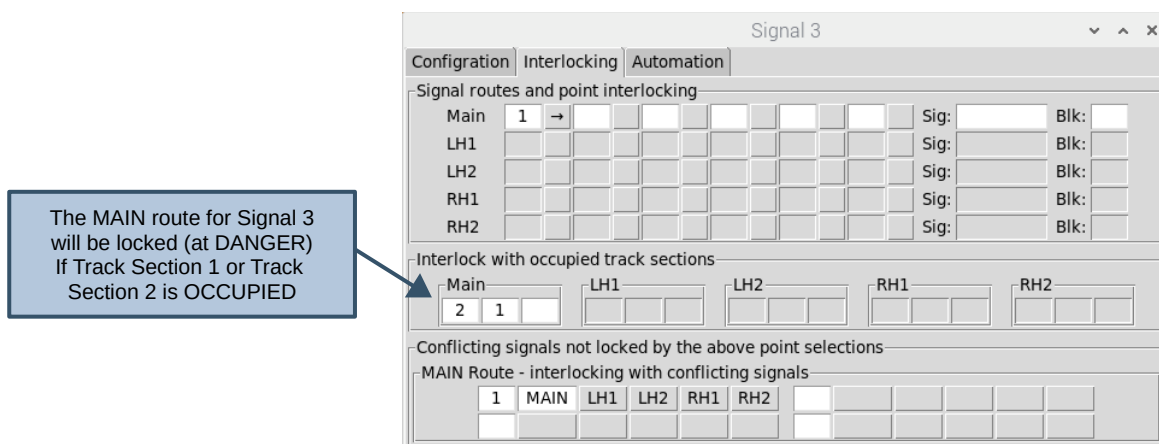 Signal 3
Configration Interlocking Automation
Signal routes and point interlocking
Main 1 → Sig: Blk:
LH1 Sig: Blk:
LH2 Sig: Blk:
RH1 Sig: Blk:
RH2 Sig: Blk:
The MAIN route for Signal 3
will be locked (at DANGER)
If Track Section 1 or Track
Section 2 is OCCUPIED
Interlock with occupied track sections
Main LH1 LH2 RH1 RH2
2 1
Conflicting signals not locked by the above point selections
MAIN Route - interlocking with conflicting signals
1 MAIN LH1 LH2 RH1 RH2